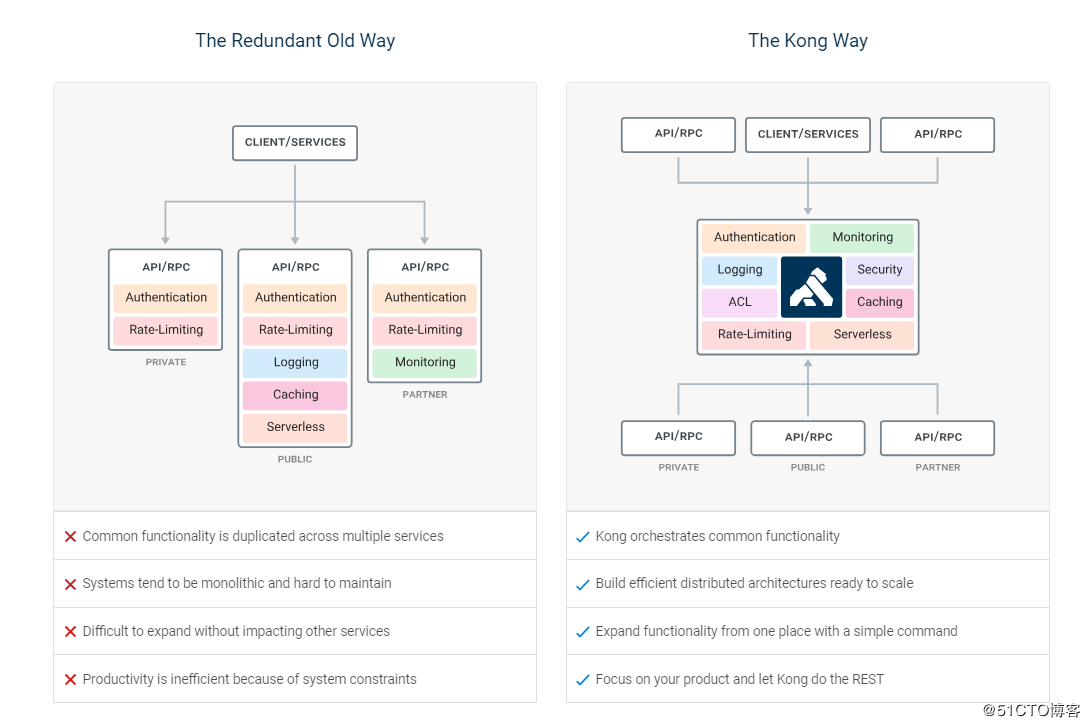 The Redundant Old Way
CLIENT/SERVICES
API/RPC
Authentication
Rate-Limiting
PRIVATE
API/RPC
Authentication
Rate-Limiting
Logging
Caching
Serverless
PUBLIC
API/RPC
Authentication
Rate-Limiting
Monitoring
PARTNER
Common functionality is duplicated across multiple services
Systems tend to be monolithic and hard to maintain
Difficult to expand without impacting other services
Productivity is inefficient because of system constraints
The Kong Way
API/RPC
CLIENT/SERVICES
API/RPC
Authentication
Monitoring
Logging
Security
ACL
Caching
Rate-Limiting
Serverless
API/RPC
PRIVATE
API/RPC
PUBLIC
API/RPC
PARTNER
Kong orchestrates common functionality
Build efficient distributed architectures ready to scale
Expand functionality from one place with a simple command
Focus on your product and let Kong do the REST
@51CTO博客